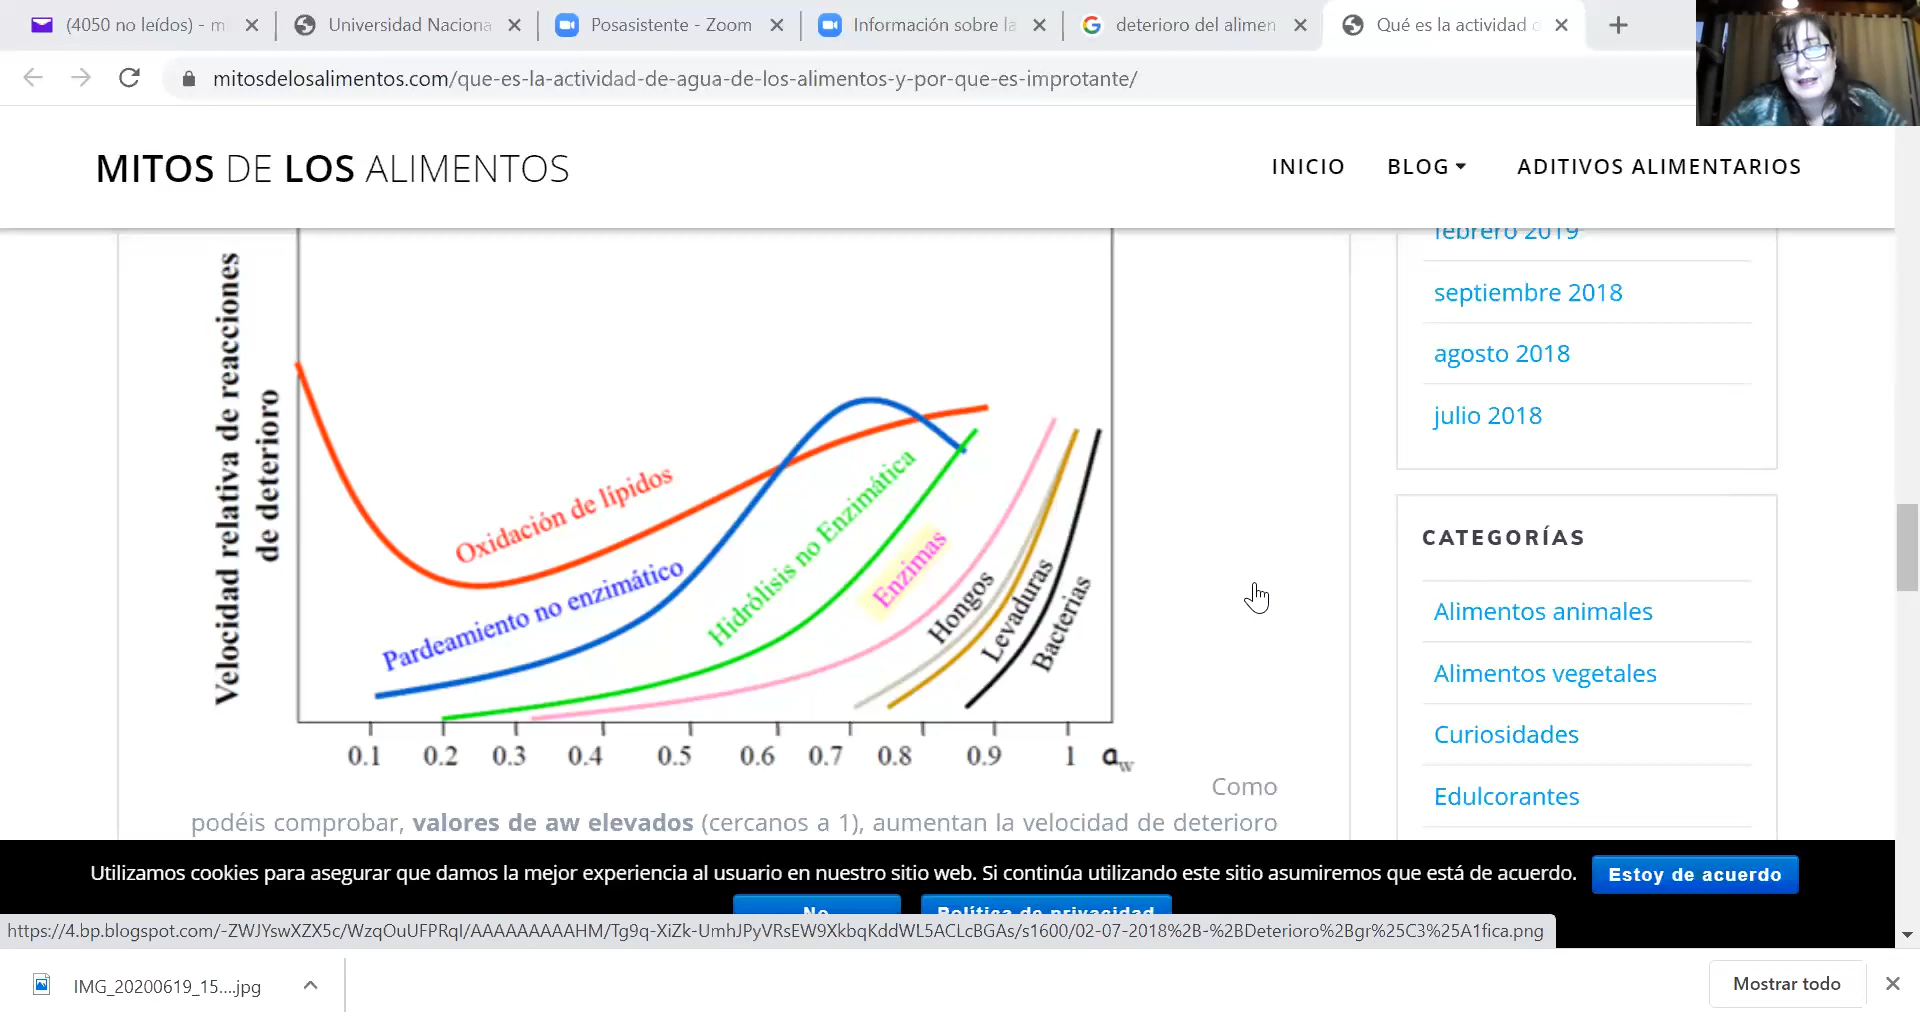 (4050 no leídos) - m
Universidad Naciona
Posasistente - Zoom
Información sobre la
deterioro del alimen
Qué es la actividad
mitosdelosalimentos.com/que-es-la-actividad-de-agua-de-los-alimentos-y-por-que-es-improtante/
MITOS DE LOS ALIMENTOS
INICIO
BLOG
ADITIVOS ALIMENTARIOS
Velocidad relativa de reacciones
de deterioro
Oxidación de lípidos
Pardeamiento no enzimático
Hidrólisis no Enzimática
Enzimas
Hongos
Levaduras
Bacterias
0.1 0.2 0.3 0.4 0.5 0.6 0.7 0.8 0.9 1 aw
Como
podéis comprobar, valores de aw elevados (cercanos a 1), aumentan la velocidad de deterioro
febrero 2019
septiembre 2018
agosto 2018
julio 2018
CATEGORÍAS
Alimentos animales
Alimentos vegetales
Curiosidades
Edulcorantes
Utilizamos cookies para asegurar que damos la mejor experiencia al usuario en nuestro sitio web. Si continúa utilizando este sitio asumiremos que está de acuerdo.
Estoy de acuerdo
No
Política de privacidad
https://4.bp.blogspot.com/-ZWJYswXZX5c/WzqOuUFPRqI/AAAAAAAAAHM/Tg9q-XiZk-UmhJPyVRsEW9XkbqKddWL5ACLcBGAs/s1600/02-07-2018%2B-%2BDeterioro%2Bgr%25C3%25A1fica.png
IMG_20200619_15....jpg
Mostrar todo